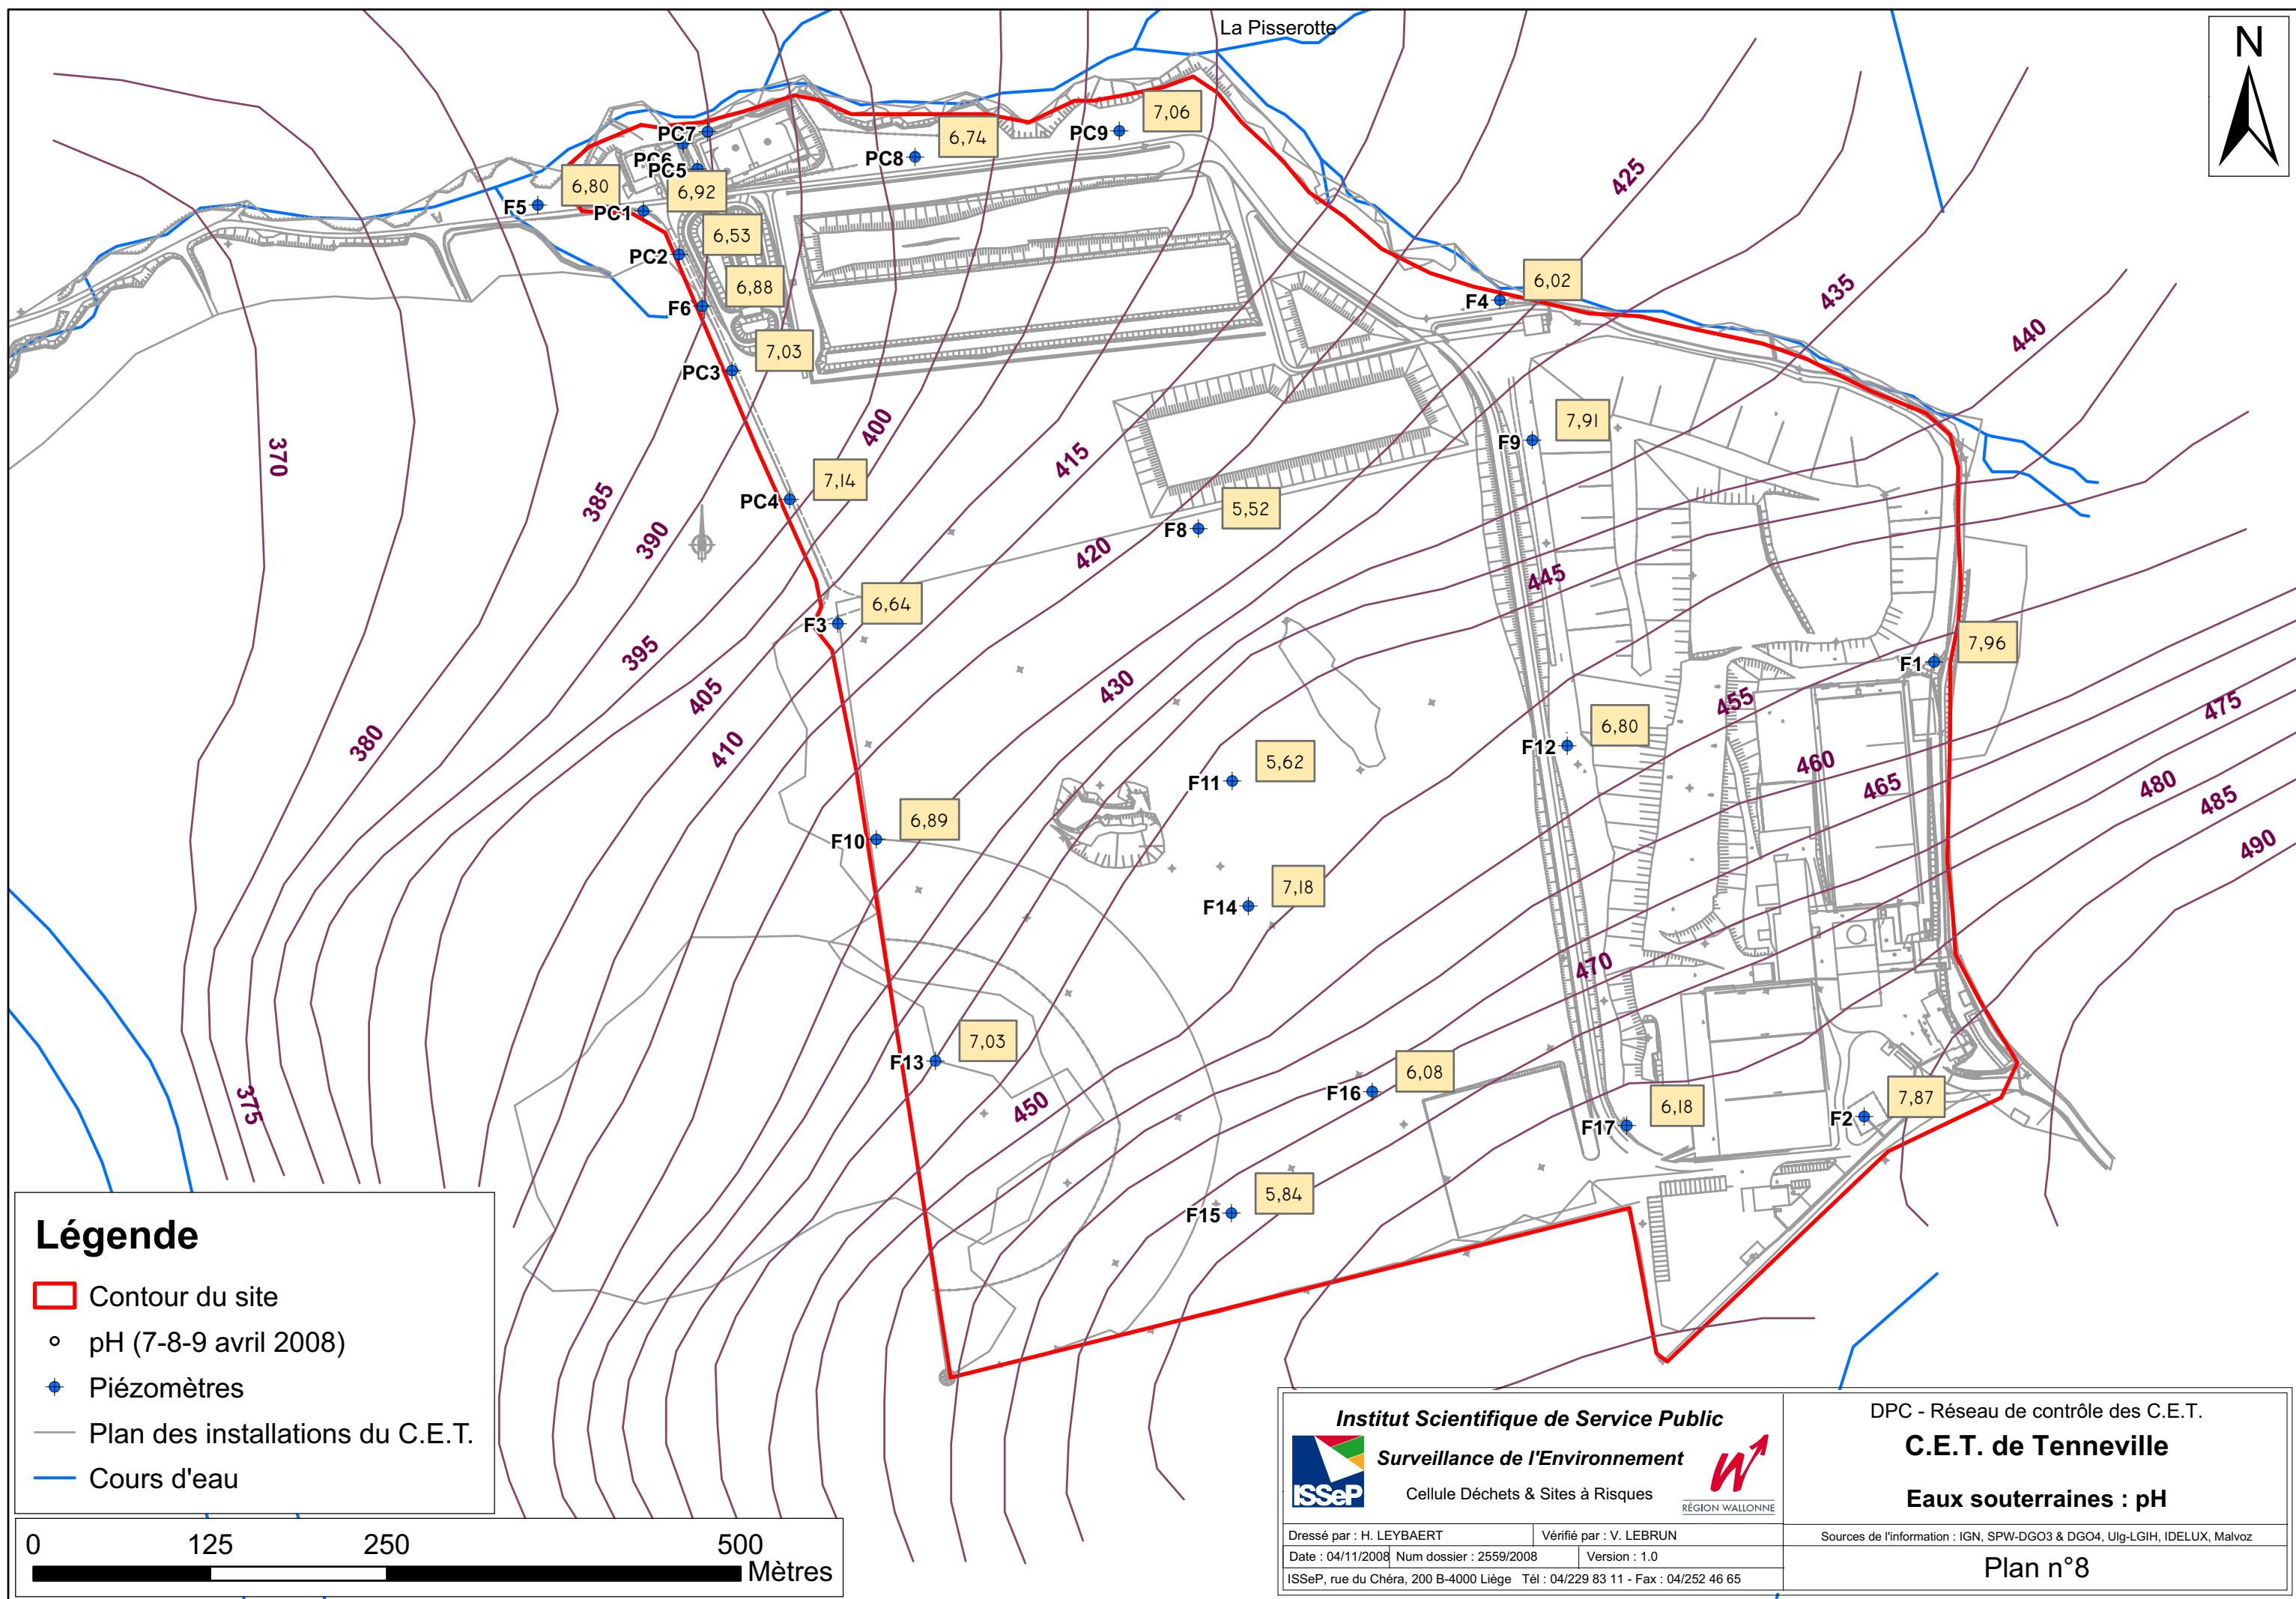 La Pisserotte
N
7,06
PC9
6,74
PC8
PC7
PC6
PC5
6,80
6,92
F5
PC1
6,53
PC2
6,88
F6
7,03
PC3
7,14
PC4
6,64
F3
6,02
F4
7,91
F9
5,52
F8
7,96
F1
6,80
F12
5,62
F11
6,89
F10
7,18
F14
7,03
F13
6,08
F16
6,18
F17
7,87
F2
5,84
F15
425
435
440
370
385
390
400
415
420
445
395
405
410
380
430
455
460
465
475
480
485
490
470
450
375
Légende
Contour du site
pH (7-8-9 avril 2008)
Piézomètres
Plan des installations du C.E.T.
Cours d'eau
0 125 250 500
Mètres
Institut Scientifique de Service Public
Surveillance de l'Environnement
Cellule Déchets & Sites à Risques
ISSeP
RÉGION WALLONNE
DPC - Réseau de contrôle des C.E.T.
C.E.T. de Tenneville
Eaux souterraines : pH
Dressé par : H. LEYBAERT
Vérifié par : V. LEBRUN
Sources de l'information : IGN, SPW-DGO3 & DGO4, Ulg-LGIH, IDELUX, Malvoz
Date : 04/11/2008
Num dossier : 2559/2008
Version : 1.0
Plan n°8
ISSeP, rue du Chéra, 200 B-4000 Liège Tél : 04/229 83 11 - Fax : 04/252 46 65